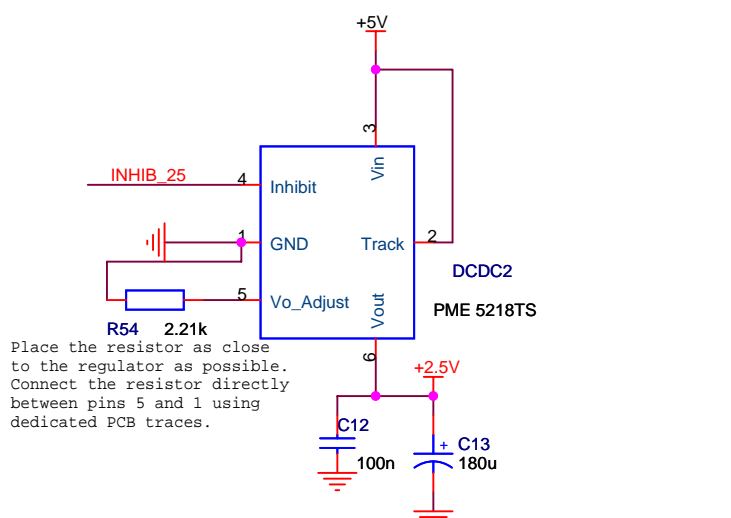 +5V
3
Vin
INHIB_25
4
Inhibit
1
GND
Track
2
DCDC2
5
Vo_Adjust
Vout
PME 5218TS
R54 2.21k
Place the resistor as close
to the regulator as possible.
Connect the resistor directly
between pins 5 and 1 using
dedicated PCB traces.
6
+2.5V
C12
100n
+
C13
180u